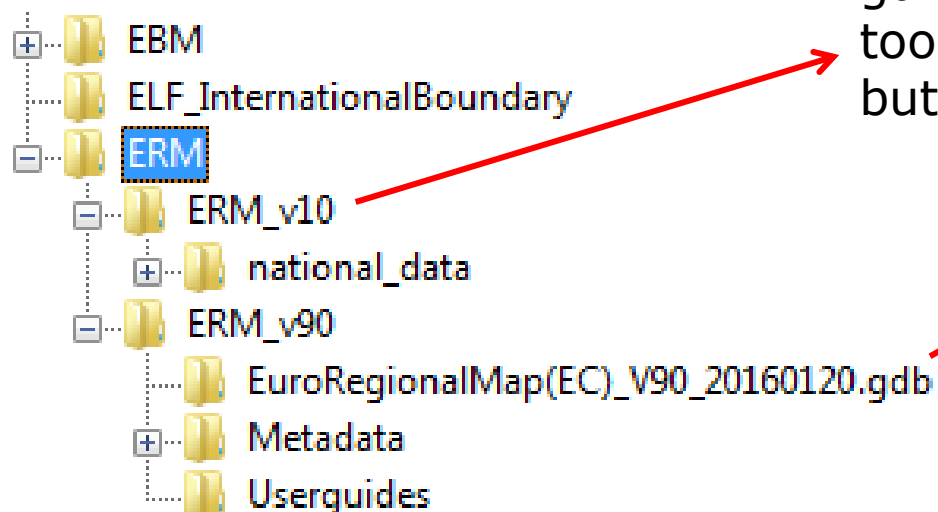 EBM
too
ELF_InternationalBoundary
but
ERM
ERM_v10
national_data
ERM_v90
EuroRegionalMap(EC)_V90_20160120.gdb
Metadata
Userguides